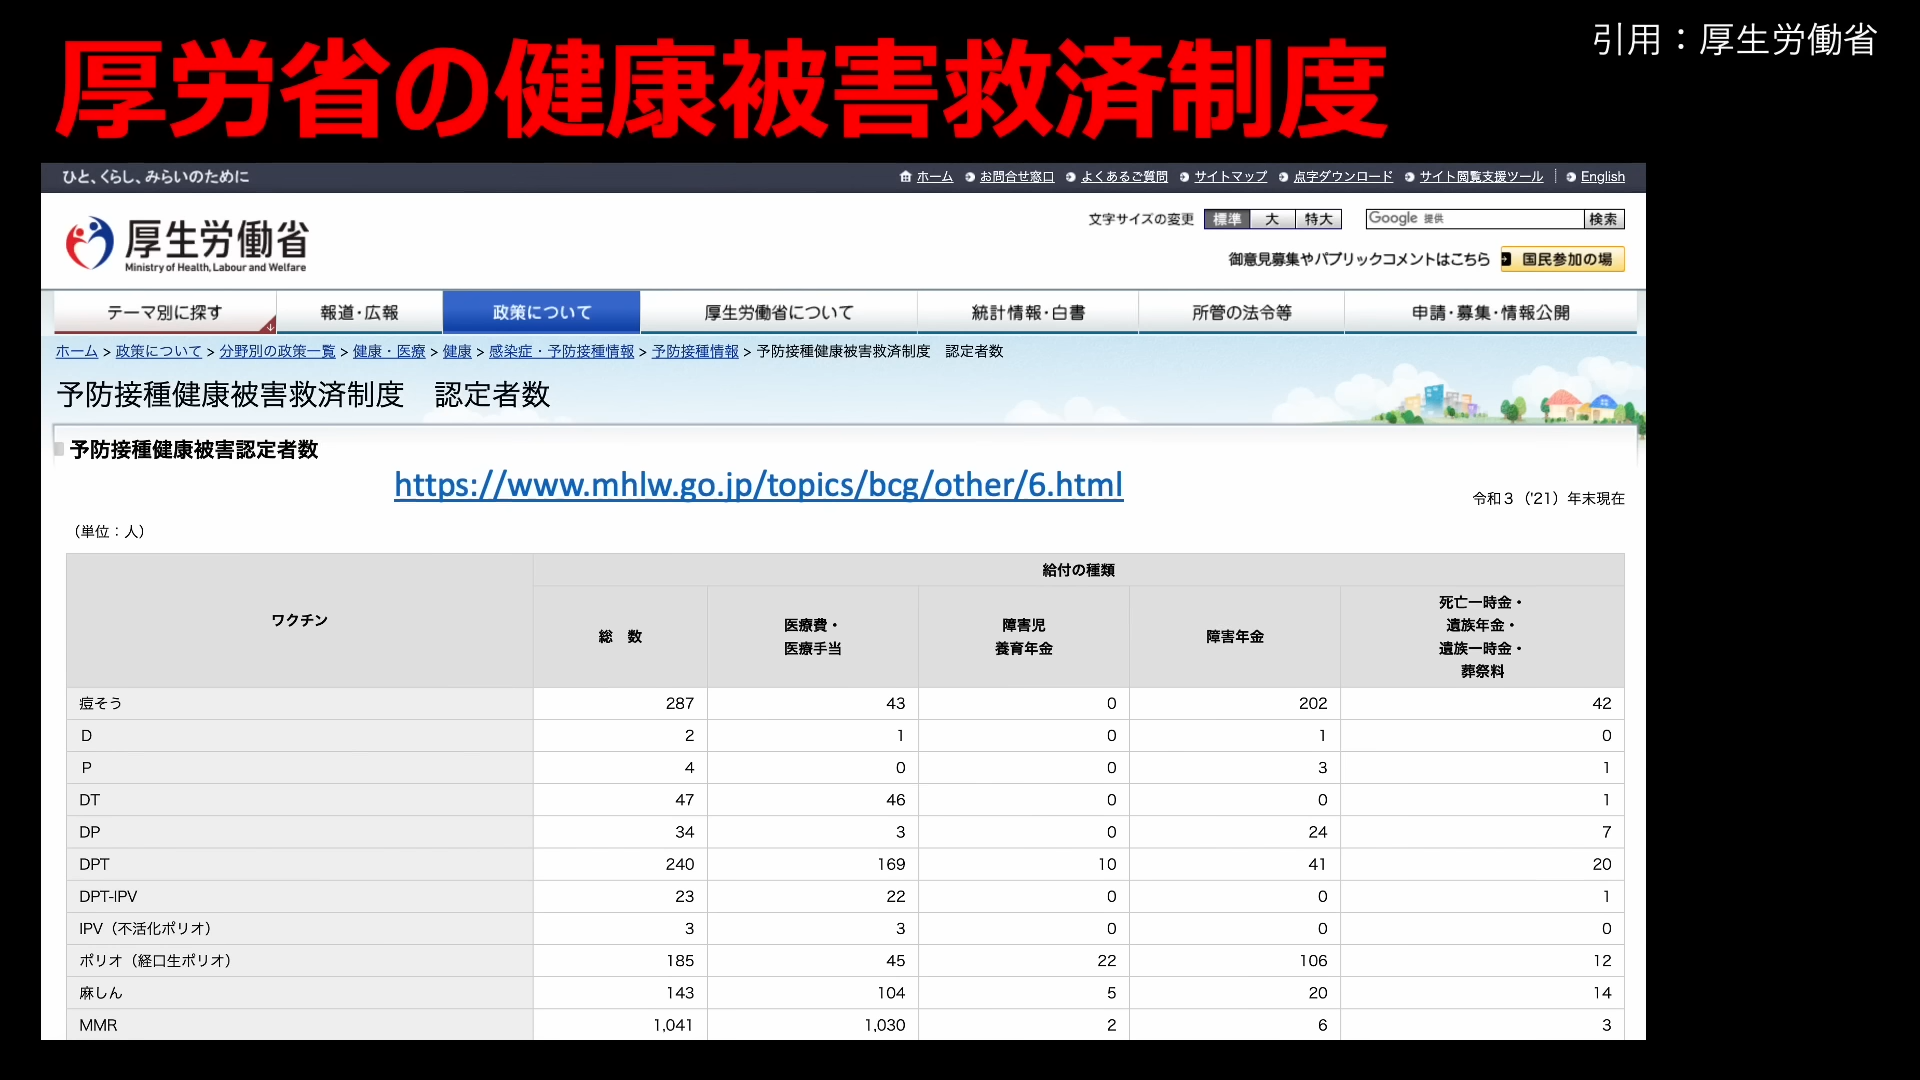 厚労省の健康被害救済制度
引用：厚生労働省
ひと、くらし、みらいのために
ホーム お問合せ窓口 よくあるご質問 サイトマップ 点字ダウンロード サイト閲覧支援ツール English
文字サイズの変更 標準 大 特大 Google 提供 検索
厚生労働省
Ministry of Health, Labour and Welfare
御意見募集やパブリックコメントはこちら 国民参加の場
テーマ別に探す 報道・広報 政策について 厚生労働省について 統計情報・白書 所管の法令等 申請・募集・情報公開
ホーム > 政策について > 分野別の政策一覧 > 健康・医療 > 健康 > 感染症・予防接種情報 > 予防接種情報 > 予防接種健康被害救済制度　認定者数
予防接種健康被害救済制度　認定者数
予防接種健康被害認定者数
https://www.mhlw.go.jp/topics/bcg/other/6.html
令和３（'21）年末現在
（単位：人）
ワクチン
給付の種類
総　数
医療費・
医療手当
障害児
養育年金
障害年金
死亡一時金・
遺族年金・
遺族一時金・
葬祭料
痘そう 287 43 0 202 42
D 2 1 0 1 0
P 4 0 0 3 1
DT 47 46 0 0 1
DP 34 3 0 24 7
DPT 240 169 10 41 20
DPT-IPV 23 22 0 0 1
IPV（不活化ポリオ） 3 3 0 0 0
ポリオ（経口生ポリオ） 185 45 22 106 12
麻しん 143 104 5 20 14
MMR 1,041 1,030 2 6 3